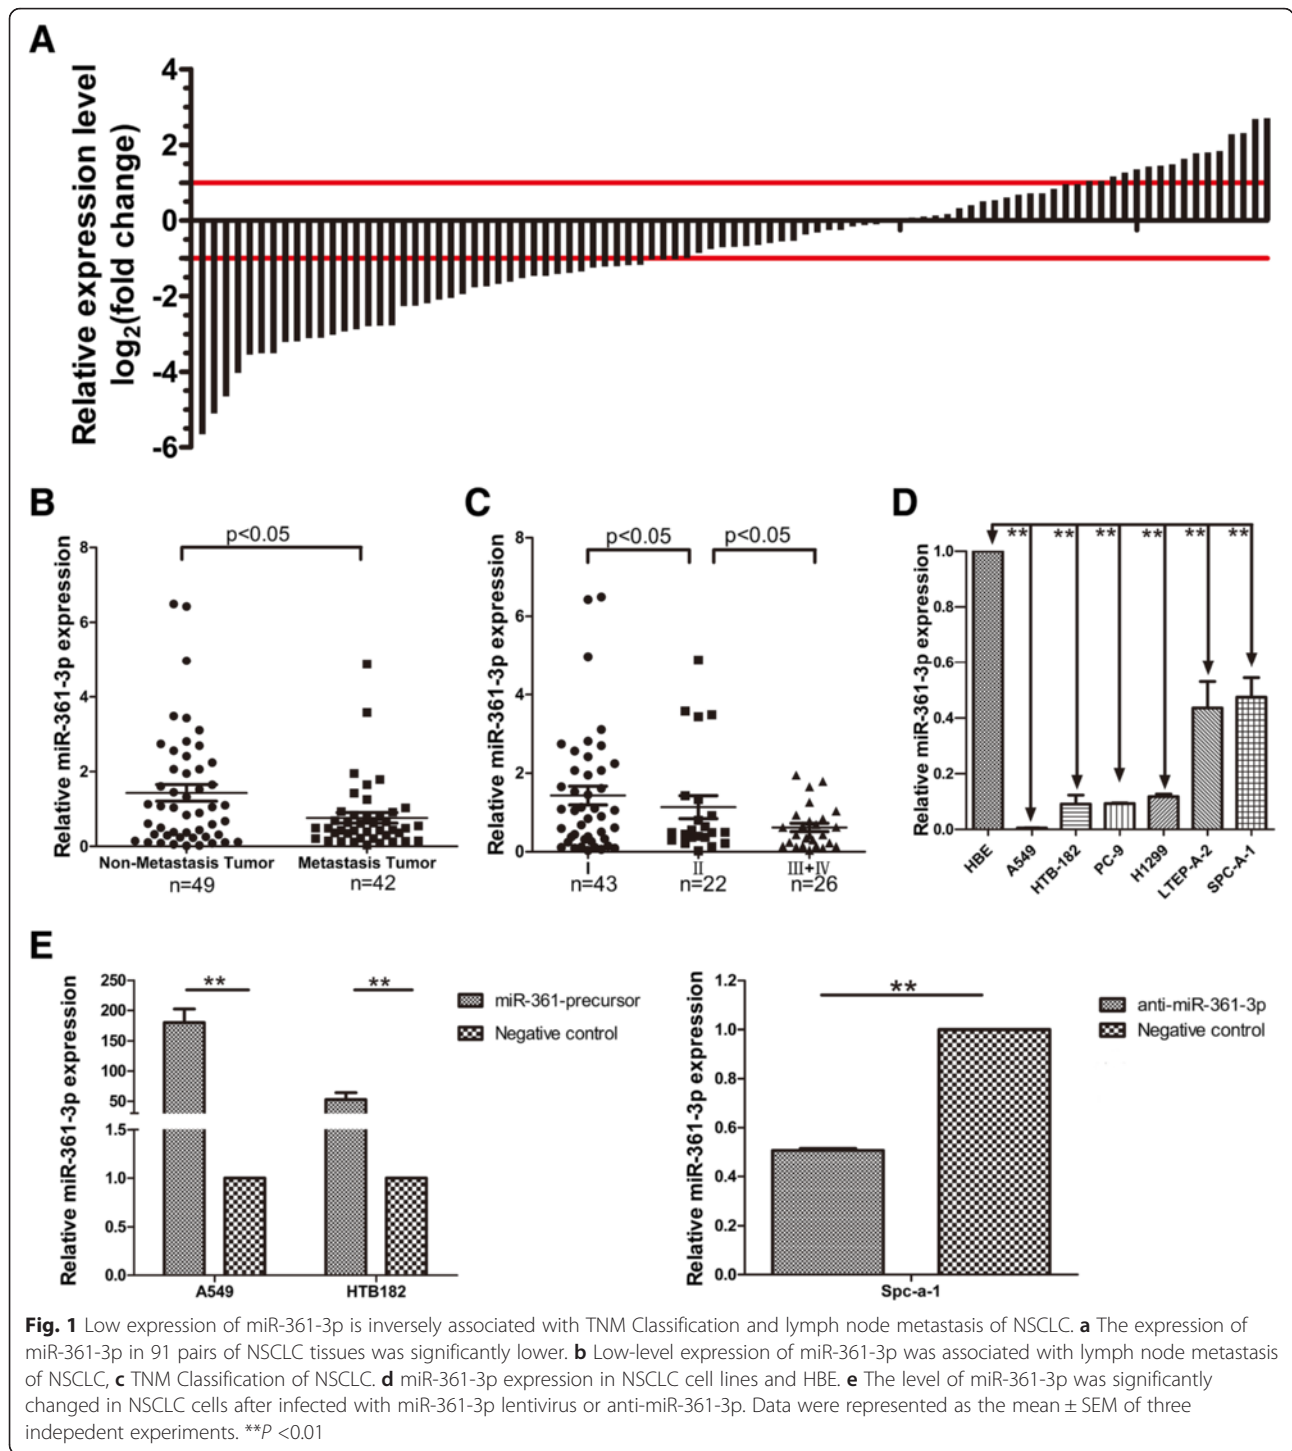 A
Relative expression level
log2(fold change)
4
2
0
-2
-4
-6
B
Relative miR-361-3p expression
8
6
4
2
0
p<0.05
Non-Metastasis Tumor
Metastasis Tumor
n=49
n=42
C
Relative miR-361-3p expression
8
6
4
2
0
p<0.05
p<0.05
I
II
III+IV
n=43
n=22
n=26
D
Relative miR-361-3p expression
1.0
0.8
0.6
0.4
0.2
0.0
** ** ** ** ** **
HBE
A549
HTB-182
PC-9
H1299
LTEP-A-2
SPC-A-1
E
Relative miR-361-3p expression
250
200
150
100
50
1.5
1.0
0.5
0.0
**
**
A549
HTB182
miR-361-precursor
Negative control
Relative miR-361-3p expression
1.2
1.0
0.8
0.6
0.4
0.2
0.0
**
Spc-a-1
anti-miR-361-3p
Negative control
Fig. 1 Low expression of miR-361-3p is inversely associated with TNM Classification and lymph node metastasis of NSCLC. a The expression of
miR-361-3p in 91 pairs of NSCLC tissues was significantly lower. b Low-level expression of miR-361-3p was associated with lymph node metastasis
of NSCLC, c TNM Classification of NSCLC. d miR-361-3p expression in NSCLC cell lines and HBE. e The level of miR-361-3p was significantly
changed in NSCLC cells after infected with miR-361-3p lentivirus or anti-miR-361-3p. Data were represented as the mean ± SEM of three
indepedent experiments. **P <0.01